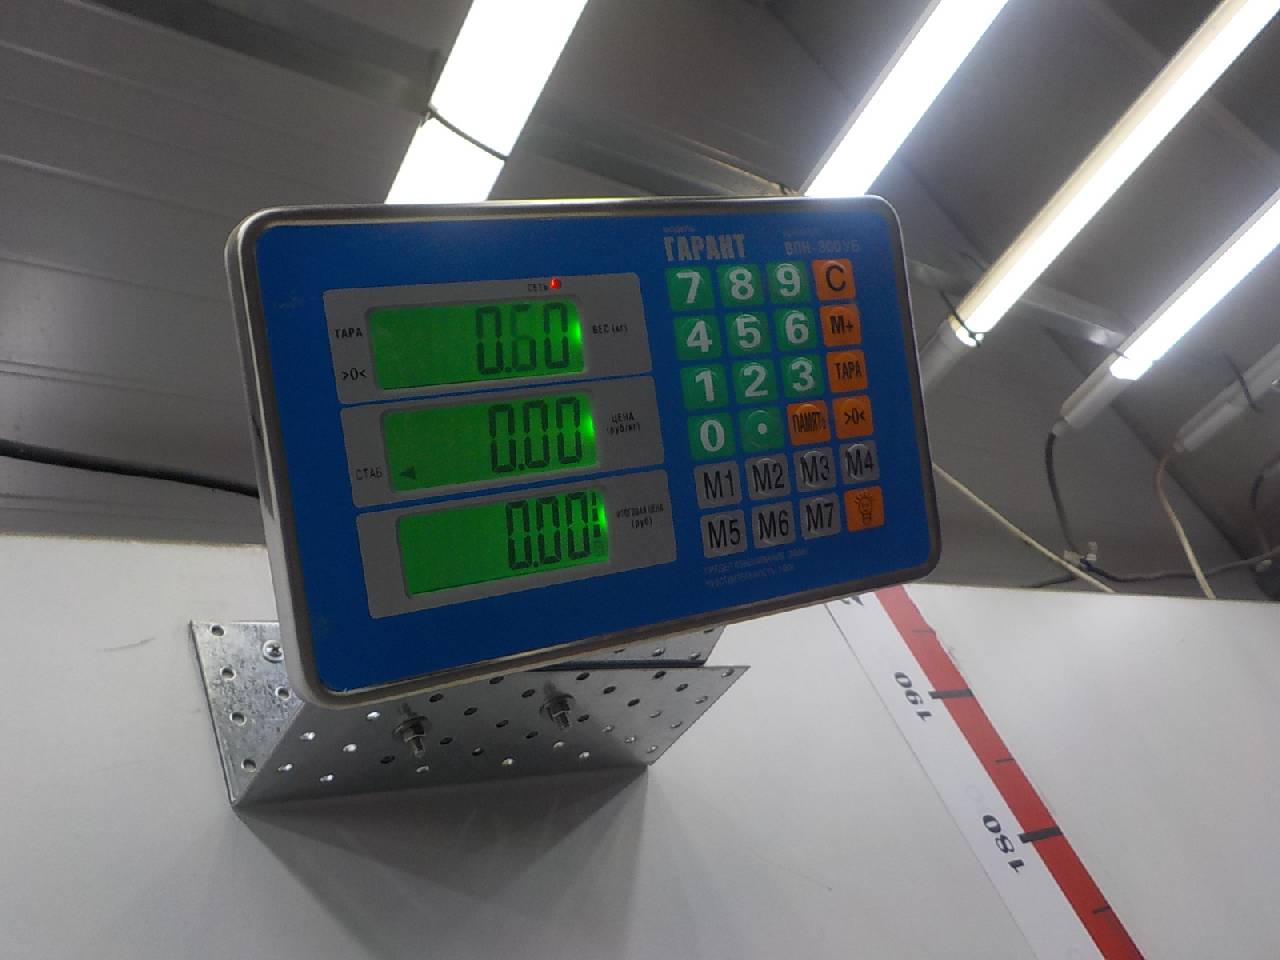 МОДЕЛЬ
ГАРАНТ ВПН-300УБ
СЕТЬ
ТАРА
>0<
0.60
ВЕС (кг)
СТАБ
0.00
ЦЕНА
(руб/кг)
0.00
ИТОГОВАЯ ЦЕНА
(руб)
7 8 9 C
4 5 6 M+
1 2 3 ТАРА
0 . ПАМЯТЬ >0<
M1 M2 M3 M4
M5 M6 M7
190
180